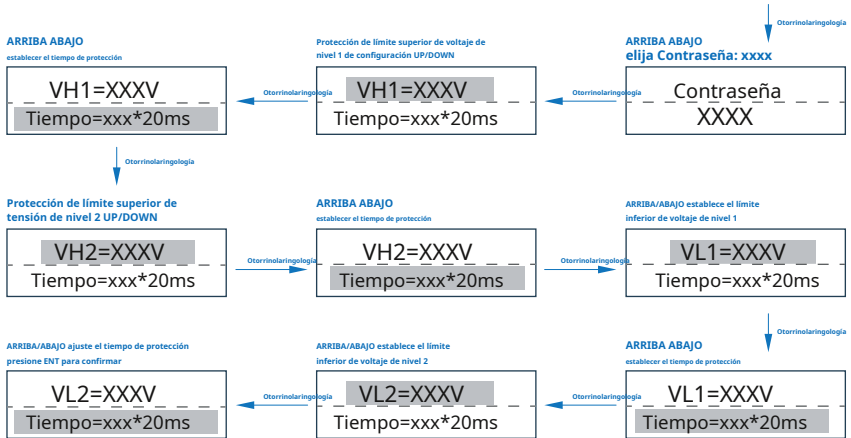 Otorrinolaringología
ARRIBA ABAJO
establecer el tiempo de protección
VH1=XXXV
Tiempo=xxx*20ms
Otorrinolaringología
Protección de límite superior de voltaje de
nivel 1 de configuración UP/DOWN
VH1=XXXV
Tiempo=xxx*20ms
Otorrinolaringología
ARRIBA ABAJO
elija Contraseña: xxxx
Contraseña
XXXX
Otorrinolaringología
Protección de límite superior de
tensión de nivel 2 UP/DOWN
VH2=XXXV
Tiempo=xxx*20ms
Otorrinolaringología
ARRIBA ABAJO
establecer el tiempo de protección
VH2=XXXV
Tiempo=xxx*20ms
Otorrinolaringología
ARRIBA/ABAJO establece el límite
inferior de voltaje de nivel 1
VL1=XXXV
Tiempo=xxx*20ms
Otorrinolaringología
ARRIBA/ABAJO ajuste el tiempo de protección
presione ENT para confirmar
VL2=XXXV
Tiempo=xxx*20ms
Otorrinolaringología
ARRIBA/ABAJO establece el límite
inferior de voltaje de nivel 2
VL2=XXXV
Tiempo=xxx*20ms
Otorrinolaringología
ARRIBA ABAJO
establecer el tiempo de protección
VL1=XXXV
Tiempo=xxx*20ms